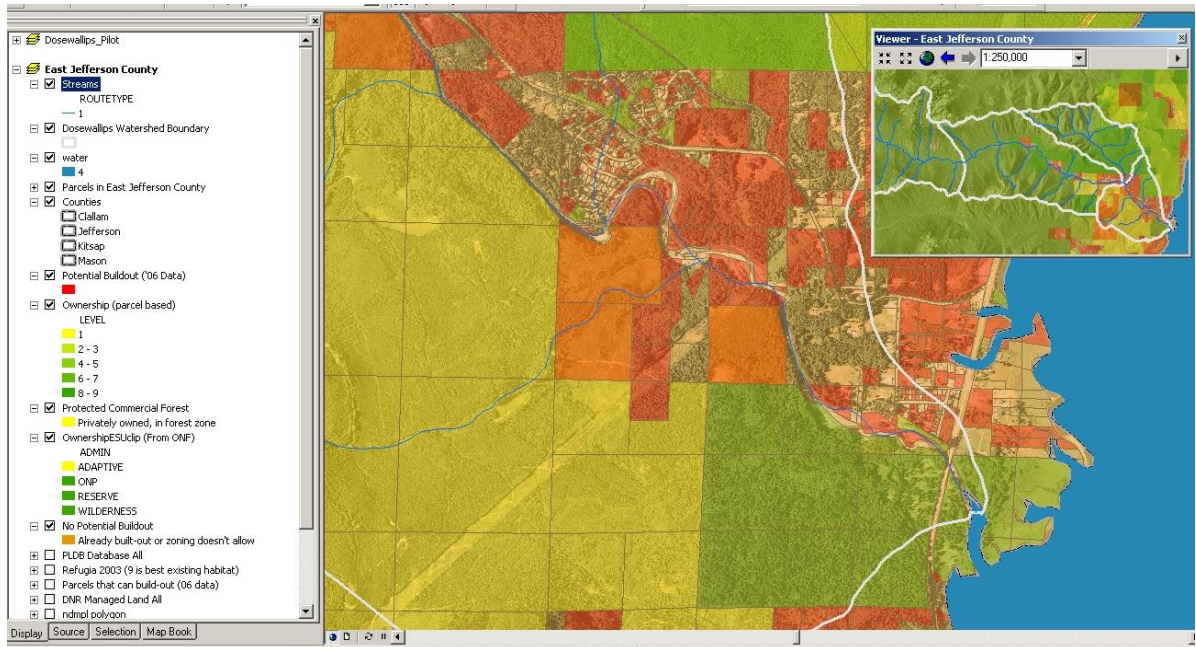 Dosewallips_Pilot
East Jefferson County
Streams
ROUTETYPE
1
Dosewallips Watershed Boundary
water
4
Parcels in East Jefferson County
Counties
Clallam
Jefferson
Kitsap
Mason
Potential Buildout ('06 Data)
Ownership (parcel based)
LEVEL
1
2 - 3
4 - 5
6 - 7
8 - 9
Protected Commercial Forest
Privately owned, in forest zone
OwnershipESUclip (From ONF)
ADMIN
ADAPTIVE
ONP
RESERVE
WILDERNESS
No Potential Buildout
Already built-out or zoning doesn't allow
PLDB Database All
Refugia 2003 (9 is best existing habitat)
Parcels that can build-out (06 data)
DNR Managed Land All
ndmpl polygon
Display Source Selection Map Book
Viewer - East Jefferson County
1:250,000